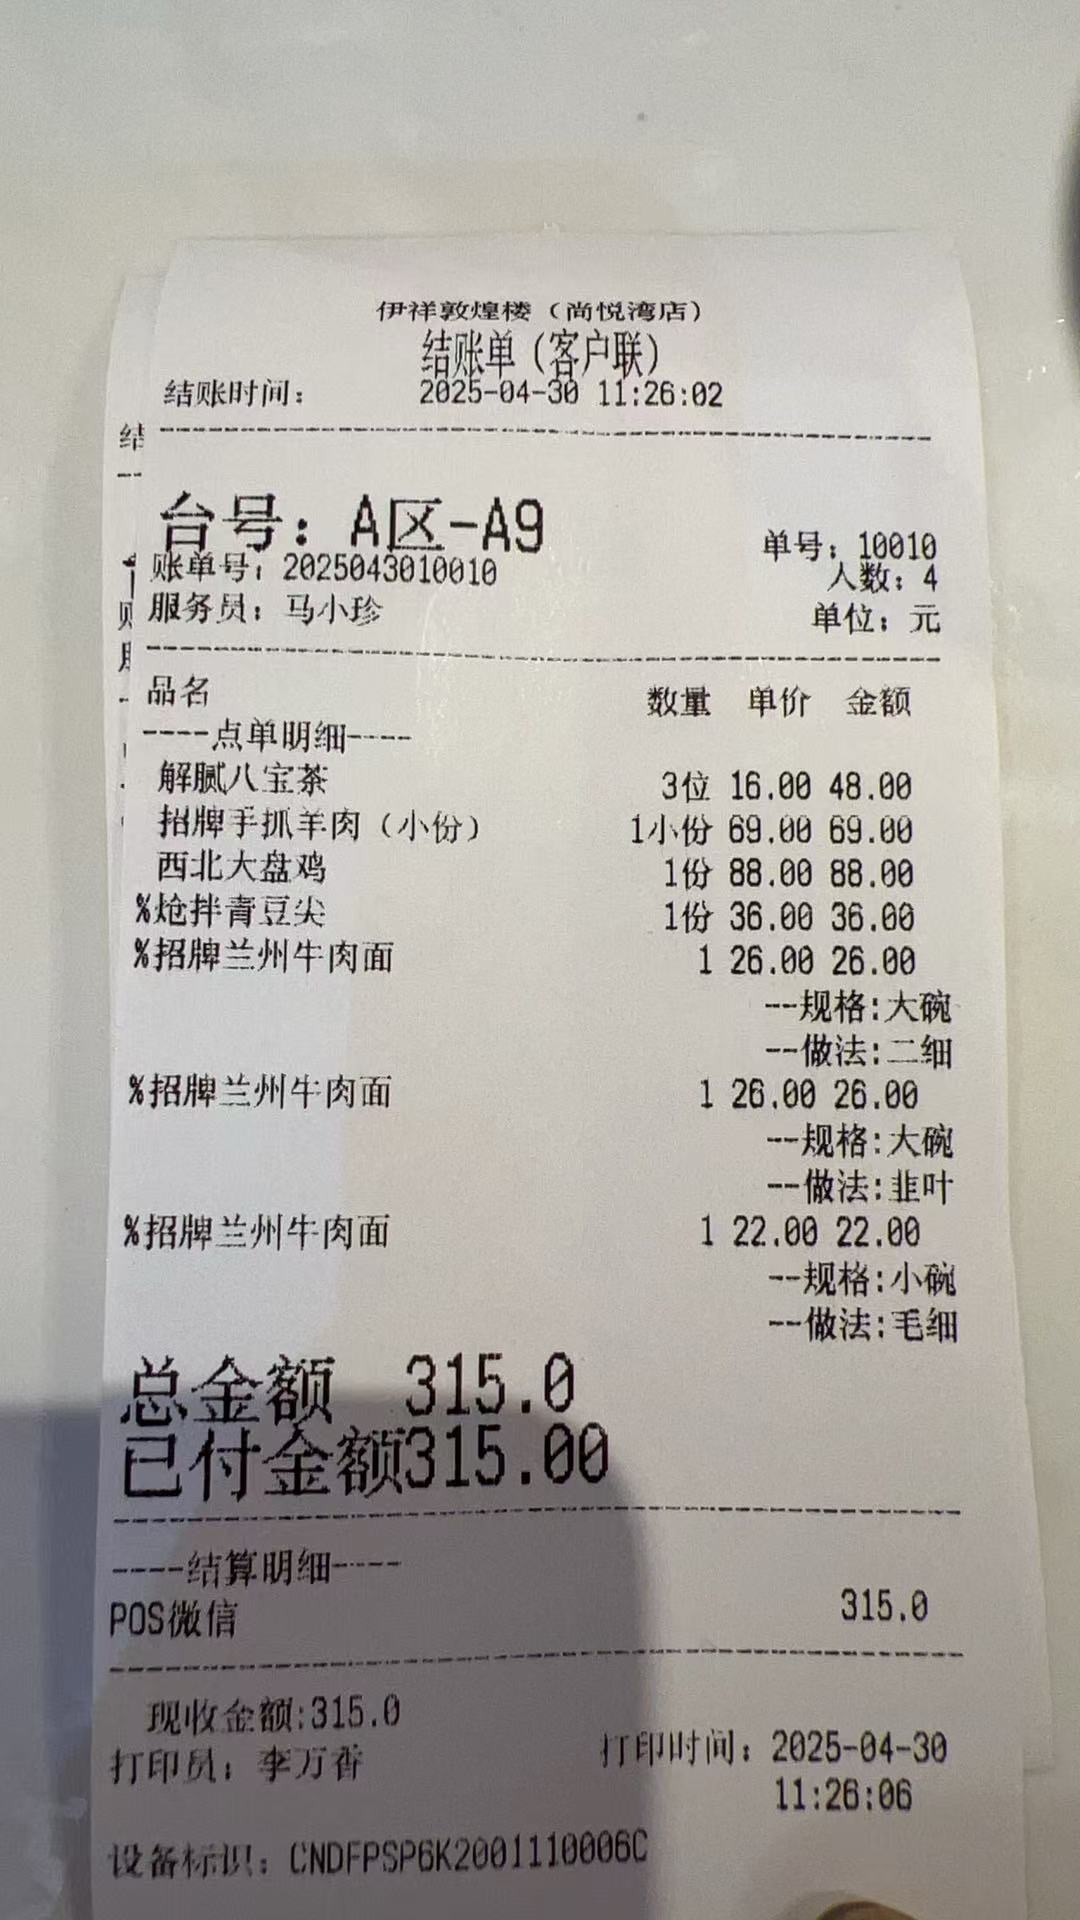 伊祥敦煌楼（尚悦湾店）
结账单（客户联）
结账时间： 2025-04-30 11:26:02
台号：A区-A9
单号：10010
账单号：2025043010010
人数：4
服务员：马小珍
单位：元
品名 数量 单价 金额
----点单明细----
解腻八宝茶 3位 16.00 48.00
招牌手抓羊肉（小份） 1小份 69.00 69.00
西北大盘鸡 1份 88.00 88.00
%炝拌青豆尖 1份 36.00 36.00
%招牌兰州牛肉面 1 26.00 26.00
--规格:大碗
--做法:二细
%招牌兰州牛肉面 1 26.00 26.00
--规格:大碗
--做法:韭叶
%招牌兰州牛肉面 1 22.00 22.00
--规格:小碗
--做法:毛细
总金额 315.0
已付金额315.00
----结算明细----
POS微信 315.0
现收金额:315.0
打印员：李万香 打印时间：2025-04-30
11:26:06
设备标识：CNDFPSP6K2001110006C